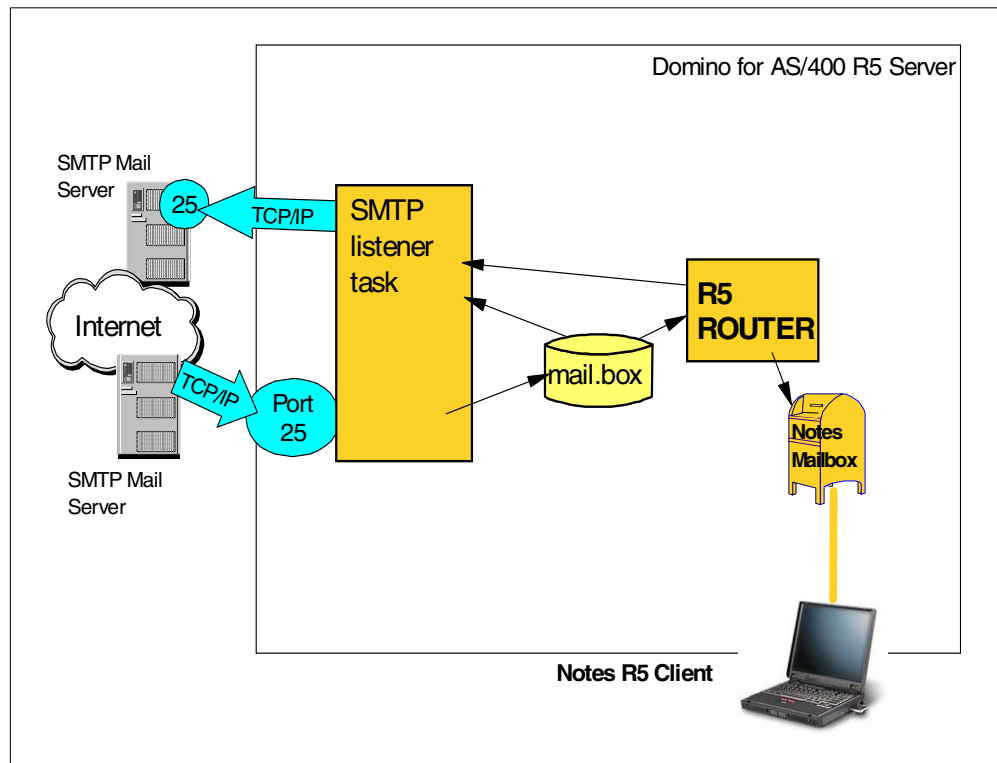 Domino for AS/400 R5 Server
SMTP Mail
Server
25
TCP/IP
SMTP
listener
task
R5
ROUTER
Internet
mail.box
TCP/IP
Port
25
Notes
Mailbox
SMTP Mail
Server
Notes R5 Client